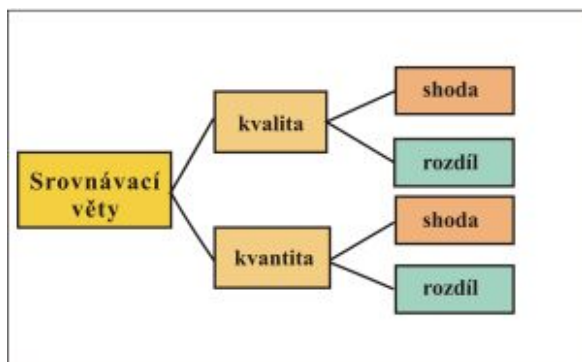 Srovnávací
věty
kvalita
shoda
rozdíl
kvantita
shoda
rozdíl